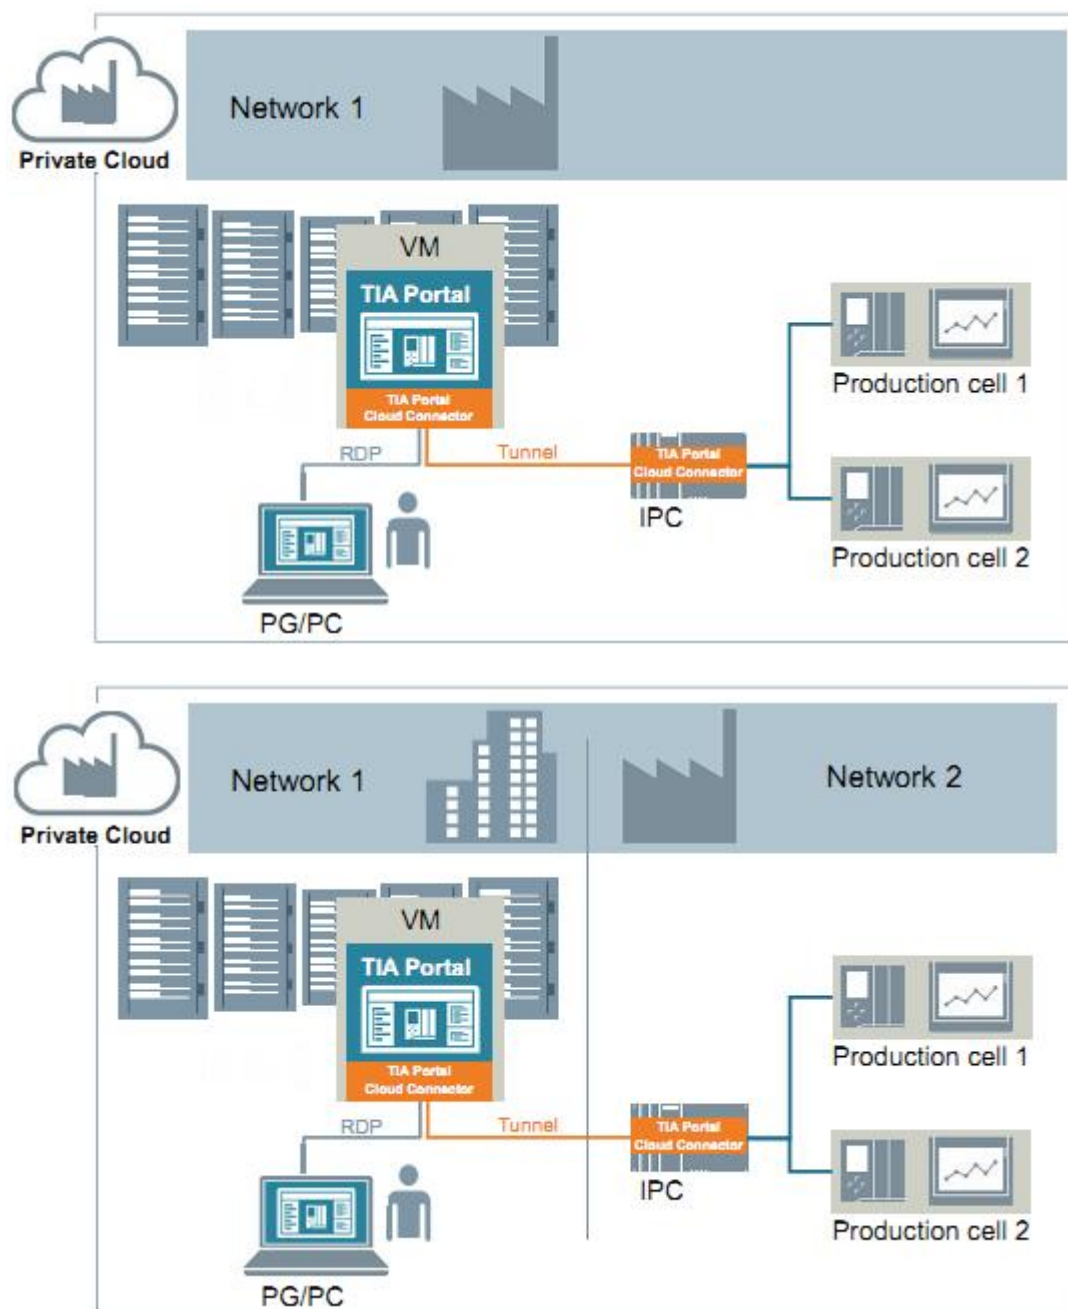 Network 1
Private Cloud
VM
TIA Portal
TIA Portal
Cloud Connector
RDP
Tunnel
TIA Portal
Cloud Connector
IPC
Production cell 1
Production cell 2
PG/PC
Network 1
Network 2
Private Cloud
VM
TIA Portal
TIA Portal
Cloud Connector
RDP
Tunnel
TIA Portal
Cloud Connector
IPC
Production cell 1
Production cell 2
PG/PC